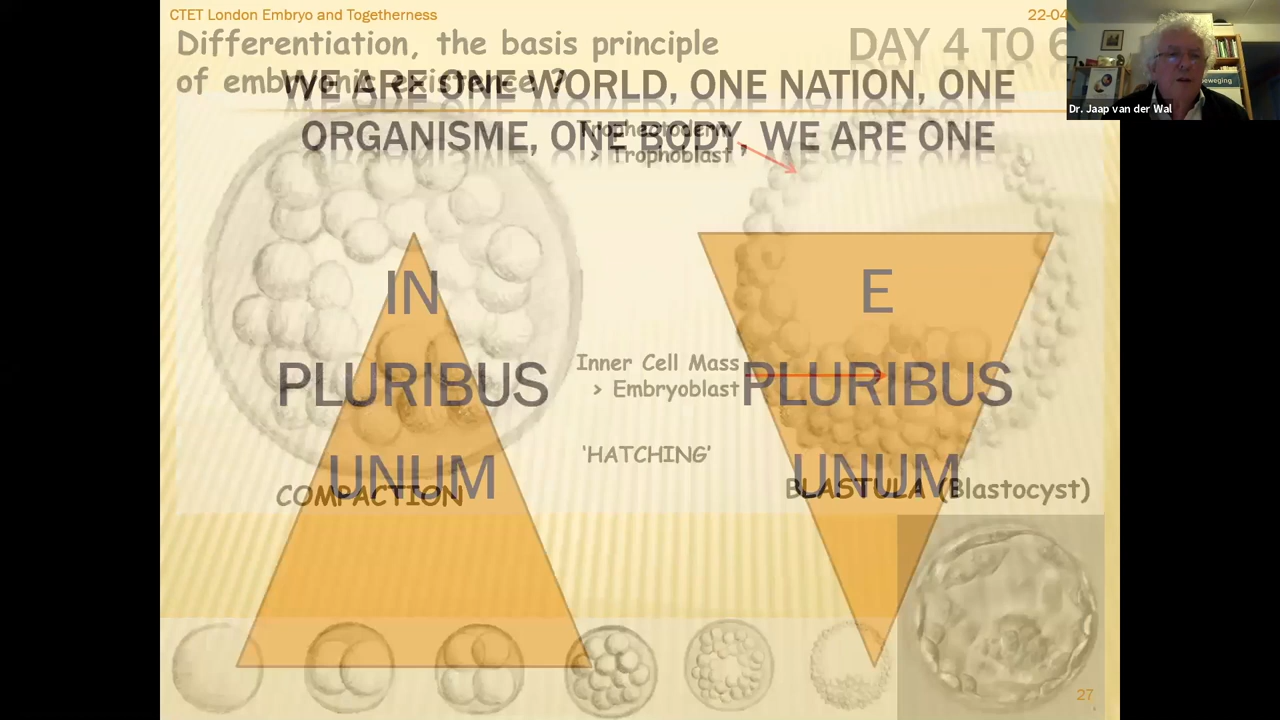 CTET London Embryo and Togetherness
22-04
Differentiation, the basis principle
of embryonic existence ?
DAY 4 TO 6
WE ARE ONE WORLD, ONE NATION, ONE
ORGANISME, ONE BODY, WE ARE ONE
Trophectoderm
> Trophoblast
IN
PLURIBUS
UNUM
E
PLURIBUS
UNUM
Inner Cell Mass
> Embryoblast
‘HATCHING’
COMPACTION
BLASTULA (Blastocyst)
27
Dr. Jaap van der Wal
beweging